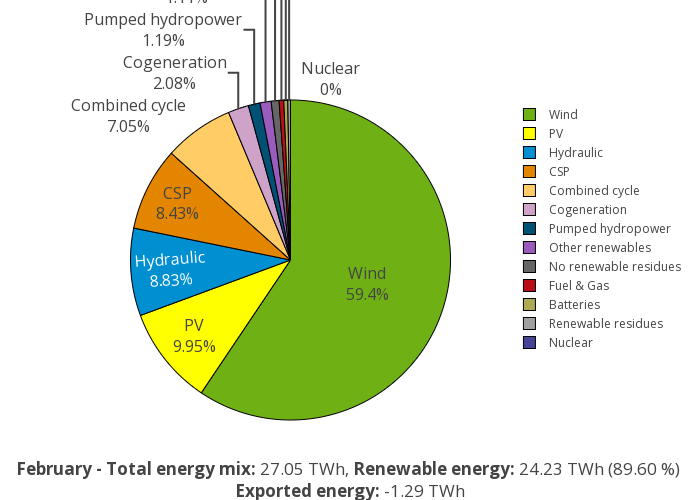 Pumped hydropower
1.19%
Cogeneration
2.08%
Nuclear
0%
Combined cycle
7.05%
CSP
8.43%
Hydraulic
8.83%
Wind
59.4%
PV
9.95%
Wind
PV
Hydraulic
CSP
Combined cycle
Cogeneration
Pumped hydropower
Other renewables
No renewable residues
Fuel & Gas
Batteries
Renewable residues
Nuclear
February - Total energy mix: 27.05 TWh, Renewable energy: 24.23 TWh (89.60 %)
Exported energy: -1.29 TWh